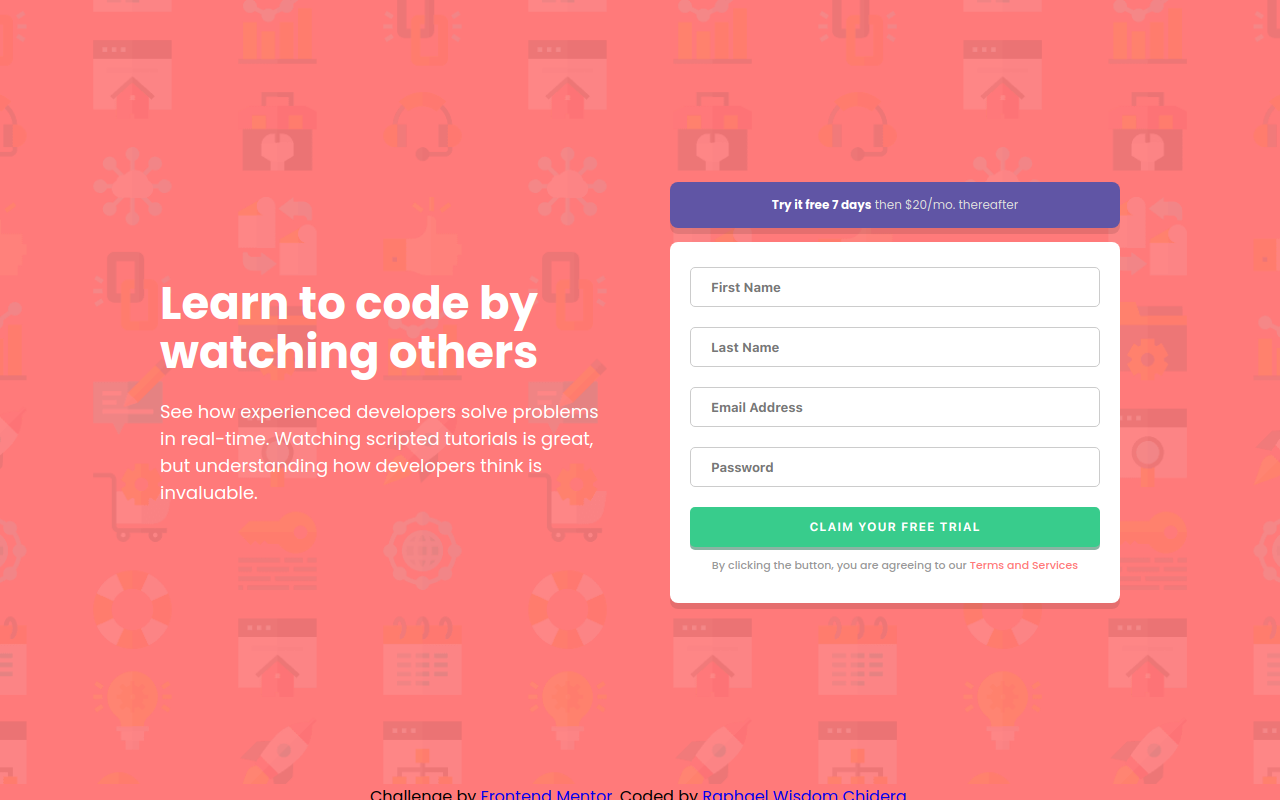 Learn to code by
watching others
See how experienced developers solve problems
in real-time. Watching scripted tutorials is great,
but understanding how developers think is
invaluable.
Try it free 7 days then $20/mo. thereafter
First Name
Last Name
Email Address
Password
CLAIM YOUR FREE TRIAL
By clicking the button, you are agreeing to our Terms and Services
Challenge by Frontend Mentor. Coded by Raphael Wisdom Chidera